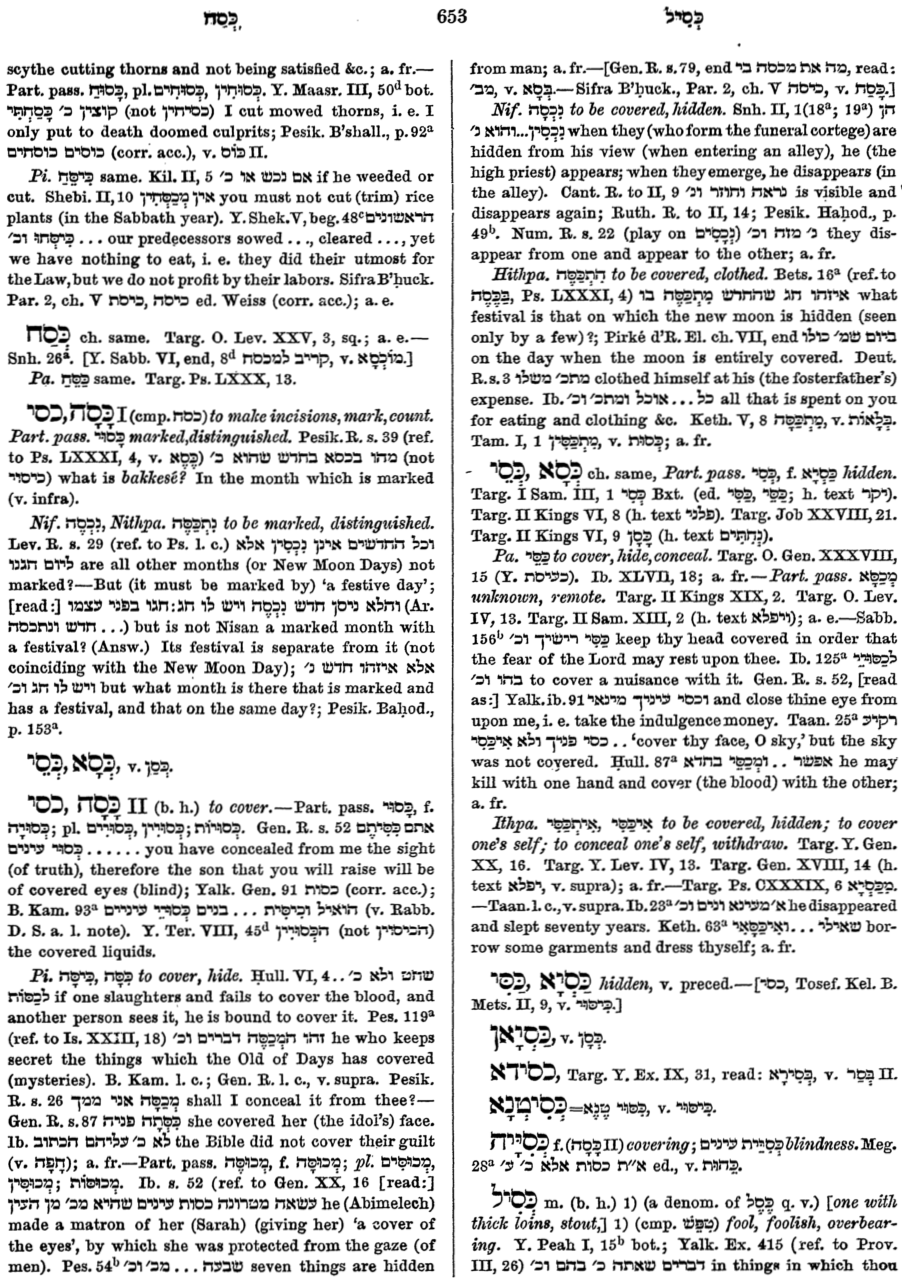 כְּסַח 653 כְּסִיל
scythe cutting thorns and not being satisfied &c.; a. fr.—
Part. pass. כָּסוּחַ, pl. כְּסוּחִים, כְּסוּחִין. Y. Maasr. III, 50ᵈ bot.
קוצין כ׳ כָּסַחְתִּי (not כסיחין) I cut mowed thorns, i. e. I
only put to death doomed culprits; Pesik. B'shall., p. 92ᵃ
כוסים כוסחים (corr. acc.), v. כּוֹס II.
Pi. כִּיסֵּחַ same. Kil. II, 5 אם נכש או כ׳ if he weeded or
cut. Shebi. II, 10 אין מְכַסְּחִין you must not cut (trim) rice
plants (in the Sabbath year). Y. Shek. V, beg. 48ᶜ הראשונים
כִּיסְּחוּ וכ׳ ... our predecessors sowed ..., cleared ..., yet
we have nothing to eat, i. e. they did their utmost for
the Law, but we do not profit by their labors. Sifra B'ḥuck.
Par. 2, ch. V כיסה, כיסת ed. Weiss (corr. acc.); a. e.
כְּסַח ch. same. Targ. O. Lev. XXV, 3, sq.; a. e.—
Snh. 26ᵃ. [Y. Sabb. VI, end, 8ᵈ קריב למכסח, v. מוֹכְסָא.]
Pa. כַּסַּח same. Targ. Ps. LXXX, 13.
כָּסָה, כסי I (cmp. כסח) to make incisions, mark, count.
Part. pass. כָּסוּי marked, distinguished. Pesik. R. s. 39 (ref.
to Ps. LXXXI, 4, v. כֶּסֶא) מהו בכסא בחדש שהוא כ׳ (not
כיסוי) what is bakkesé? In the month which is marked
(v. infra).
Nif. נִכְסָה, Nithpa. נִתְכַּסָּה to be marked, distinguished.
Lev. R. s. 29 (ref. to Ps. l. c.) וכל החדשים אינן נִכְסִין אלא
ליום חגנו are all other months (or New Moon Days) not
marked?—But (it must be marked by) 'a festive day';
[read:] והלא ניסן חדש נִכְסֶה ויש לו חג: חגו בפני עצמו (Ar.
חדש ונתכסה ...) but is not Nisan a marked month with
a festival? (Answ.) Its festival is separate from it (not
coinciding with the New Moon Day); אלא איזהו חדש נ׳
ויש לו חג וכ׳ but what month is there that is marked and
has a festival, and that on the same day?; Pesik. Baḥod.,
p. 153ᵃ.
כְּסָא, כְּסֵי, v. כְּסַן.
כָּסָה, כסי II (b. h.) to cover.—Part. pass. כָּסוּי, f.
כְּסוּיָה; pl. כְּסוּיִים, כְּסוּיִין; כְּסוּיוֹת. Gen. R. s. 52 אתם כִּסִּיתֶם
כְּסוּי עינים ...... you have concealed from me the sight
(of truth), therefore the son that you will raise will be
of covered eyes (blind); Yalk. Gen. 91 כסות (corr. acc.);
B. Kam. 93ᵃ הואיל וכִיסִּית ... בנים כְּסוּיֵי עיניים (v. Rabb.
D. S. a. l. note). Y. Ter. VIII, 45ᵈ הכְּסוּיִין (not הכיסוין)
the covered liquids.
Pi. כִּסָּה, כִּיסָּה to cover, hide. Ḥull. VI, 4 שחט ולא כ׳..
לכַסּוֹת if one slaughters and fails to cover the blood, and
another person sees it, he is bound to cover it. Pes. 119ᵃ
(ref. to Is. XXIII, 18) זהו המְכַסֶּה דברים וכ׳ he who keeps
secret the things which the Old of Days has covered
(mysteries). B. Kam. l. c.; Gen. R. l. c., v. supra. Pesik.
R. s. 26 מְכַסֶּה אני ממך shall I conceal it from thee?—
Gen. R. s. 87 כִּסְּתָה פניה she covered her (the idol's) face.
Ib. לא כ׳ עליהם הכתוב the Bible did not cover their guilt
(v. חָפָה); a. fr.—Part. pass. מְכוּסֶּה, f. מְכוּסָּה; pl. מְכוּסִּים,
מְכוּסִּין; מְכוּסּוֹת. Ib. s. 52 (ref. to Gen. XX, 16 [read:]
עשאה מטרונה כסות עינים שהיא מכ׳ מן העין he (Abimelech)
made a matron of her (Sarah) (giving her) 'a cover of
the eyes', by which she was protected from the gaze (of
men). Pes. 54ᵇ שבעה ... מכ׳ וכ׳ seven things are hidden
from man; a. fr.—[Gen. R. s. 79, end מה את מכסה בי, read:
מב׳, v. בָּסָא.—Sifra B'ḥuck., Par. 2, ch. V כיסה, v. כָּסַח.]
Nif. נִכְסָה to be covered, hidden. Snh. II, 1 (18ᵃ; 19ᵃ) הן
נִכְסִין...והוא נ׳ when they (who form the funeral cortege) are
hidden from his view (when entering an alley), he (the
high priest) appears; when they emerge, he disappears (in
the alley). Cant. R. to II, 9 נראה וחוזר ונ׳ is visible and
disappears again; Ruth. R. to II, 14; Pesik. Haḥod., p.
49ᵇ. Num. R. s. 22 (play on נְכָסִים) נ׳ מזה וכ׳ they dis-
appear from one and appear to the other; a. fr.
Hithpa. הִתְכַּסָּה to be covered, clothed. Bets. 16ᵃ (ref. to
בַּכֶּסֶה, Ps. LXXXI, 4) איזהו חג שהחדש מִתְכַּסֶּה בו what
festival is that on which the new moon is hidden (seen
only by a few)?; Pirké d'R. El. ch. VII, end ביום שמ׳ כולו
on the day when the moon is entirely covered. Deut.
R. s. 3 מתכ׳ משלו clothed himself at his (the fosterfather's)
expense. Ib. כל ... אוכל ומתכ׳ וכ׳ all that is spent on you
for eating and clothing &c. Keth. V, 8 מִתְכַּסָּה, v. בְּלָאוֹת.
Tam. I, 1 מִתְכַּסִּין, v. כְּסוּת; a. fr.
כְּסָא, כְּסֵי ch. same, Part. pass. כְּסֵי, f. כַּסְיָא hidden.
Targ. I Sam. III, 1 כְּסֵי Bxt. (ed. כַּסֵּי, כַּסִּי; h. text יקר).
Targ. II Kings VI, 8 (h. text פלני). Targ. Job XXVIII, 21.
Targ. II Kings VI, 9 כְּסָן (h. text נְחִתִּים).
Pa. כַּסֵּי to cover, hide, conceal. Targ. O. Gen. XXXVIII,
15 (Y. כעיסת). Ib. XLVII, 18; a. fr.—Part. pass. מְכַסָּא
unknown, remote. Targ. II Kings XIX, 2. Targ. O. Lev.
IV, 13. Targ. II Sam. XIII, 2 (h. text ויפלא); a. e.—Sabb.
156ᵇ כַּסִּי רישיך וכ׳ keep thy head covered in order that
the fear of the Lord may rest upon thee. Ib. 125ᵃ לכַסּוּיֵי
בהו וכ׳ to cover a nuisance with it. Gen. R. s. 52, [read
as:] Yalk. ib. 91 וכסי עיניך מינאי and close thine eye from
upon me, i. e. take the indulgence money. Taan. 25ᵃ רקיע
כסי פניך ולא אִיכַּסִּי .. 'cover thy face, O sky,' but the sky
was not covered. Ḥull. 87ᵃ אפשר .. ומְכַסֵּי בחדא he may
kill with one hand and cover (the blood) with the other;
a. fr.
Ithpa. אִיתְכַּסֵּי, אִיכַּסֵּי to be covered, hidden; to cover
one's self; to conceal one's self, withdraw. Targ. Y. Gen.
XX, 16. Targ. Y. Lev. IV, 13. Targ. Gen. XVIII, 14 (h.
text יפלא, v. supra); a. fr.—Targ. Ps. CXXXIX, 6 מִכַּסְּיָא.
—Taan. l. c., v. supra. Ib. 23ᵃ א׳ מעינא ונים וכ׳ he disappeared
and slept seventy years. Keth. 63ᵃ שאילי ... ואִיכַּסַּאי bor-
row some garments and dress thyself; a. fr.
כַּסְיָא, כַּסִּי hidden, v. preced.—[כסי, Tosef. Kel. B.
Mets. II, 9, v. כִּיסּוּי.]
כַּסְיָאן, v. כְּסָן.
כסידא, Targ. Y. Ex. IX, 31, read: בְּסִירָא, v. בְּסַר II.
כְּסִיטְנָא=כְּסוּי טֶנָא, v. כִּיסּוּי.
כְּסִיָּיה f. (כָּסָה II) covering; כְּסִיַּית עינים blindness. Meg.
28ᵃ א״ת כסות אלא כ׳ ע׳ ed., v. כֵּהוּת.
כְּסִיל m. (b. h.) 1) (a denom. of כֶּסֶל q. v.) [one with
thick loins, stout,] 1) (cmp. טִפֵּשׁ) fool, foolish, overbear-
ing. Y. Peah I, 15ᵇ bot.; Yalk. Ex. 415 (ref. to Prov.
III, 26) דברים שאתה כ׳ בהם וכ׳ in things in which thou